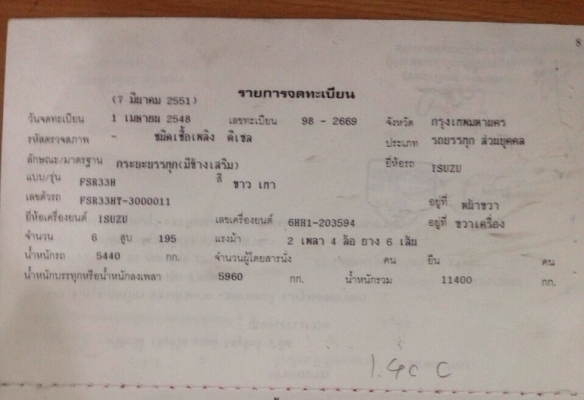 8
รายการจดทะเบียน
(7 มีนาคม 2551)
วันจดทะเบียน 1 เมษายน 2548 เลขทะเบียน 98 - 2669 จังหวัด กรุงเทพมหานคร
รหัสตรวจสภาพ - ชนิดเชื้อเพลิง ดีเซล ประเภท รถบรรทุก ส่วนบุคคล
ลักษณะ/มาตรฐาน กระบะบรรทุก(มีข้างเสริม) ยี่ห้อรถ ISUZU
แบบ/รุ่น FSR33H สี ขาว เทา
เลขตัวรถ FSR33HT-3000011 อยู่ที่ หน้าขวา
ยี่ห้อเครื่องยนต์ ISUZU เลขเครื่องยนต์ 6HH1-203594 อยู่ที่ ขวาเครื่อง
จำนวน 6 สูบ 195 แรงม้า 2 เพลา 4 ล้อ ยาง 6 เส้น
น้ำหนักรถ 5440 กก. จำนวนผู้โดยสารนั่ง คน ยืน คน
น้ำหนักบรรทุกหรือน้ำหนักลงเพลา 5960 กก. น้ำหนักรวม 11400 กก.